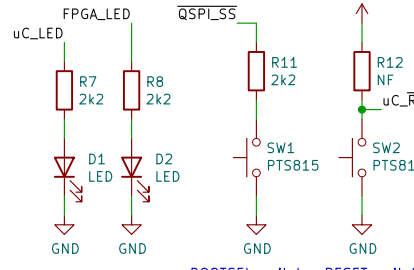 FPGA_LED
QSPI_SS
uC_LED
R7
2k2
R8
2k2
R11
2k2
R12
NF
D1
LED
D2
LED
SW1
PTS815
SW2
GND
GND
GND
GND